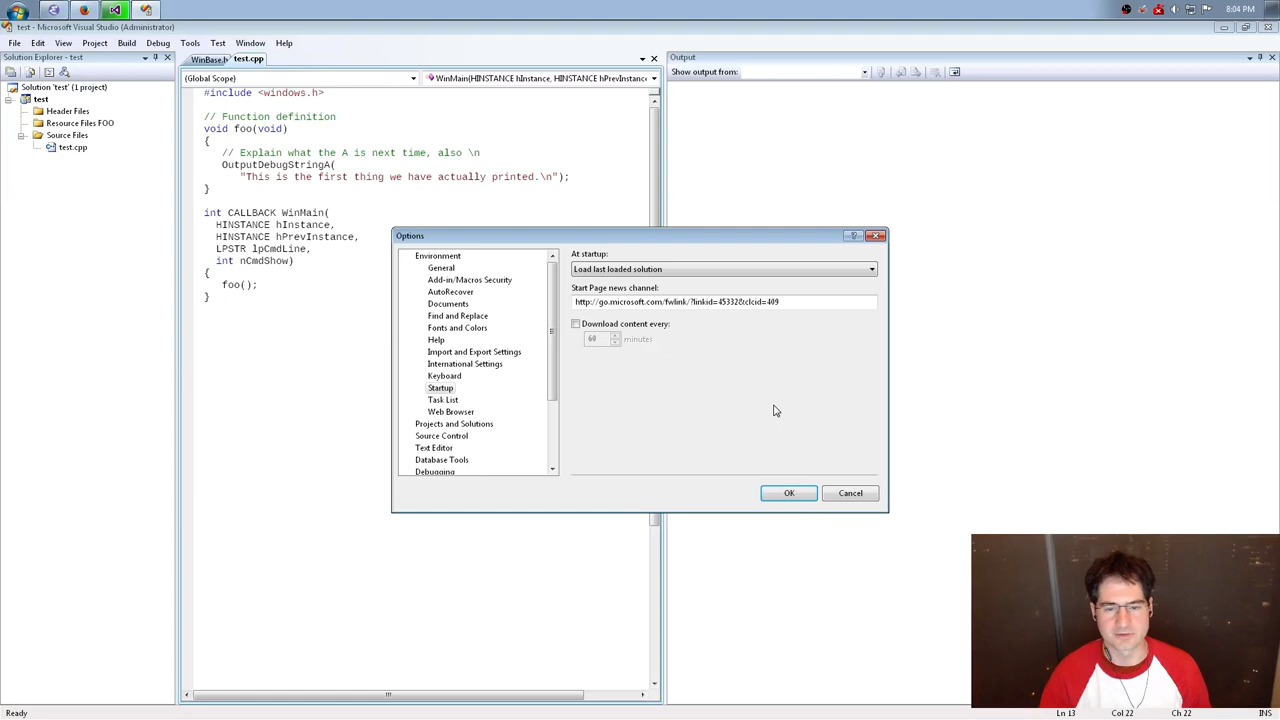 8:04 PM
test - Microsoft Visual Studio (Administrator)
File Edit View Project Build Debug Tools Test Window Help
Solution Explorer - test
Solution 'test' (1 project)
test
Header Files
Resource Files FOO
Source Files
test.cpp
WinBase.h test.cpp
(Global Scope) WinMain(HINSTANCE hInstance, HINSTANCE hPrevInstance
#include <windows.h>
// Function definition
void foo(void)
{
// Explain what the A is next time, also \n
OutputDebugStringA(
"This is the first thing we have actually printed.\n");
}
int CALLBACK WinMain(
HINSTANCE hInstance,
HINSTANCE hPrevInstance,
LPSTR lpCmdLine,
int nCmdShow)
{
foo();
}
Output
Show output from:
Options
Environment
General
Add-in/Macros Security
AutoRecover
Documents
Find and Replace
Fonts and Colors
Help
Import and Export Settings
International Settings
Keyboard
Startup
Task List
Web Browser
Projects and Solutions
Source Control
Text Editor
Database Tools
Debugging
At startup:
Load last loaded solution
Start Page news channel:
http://go.microsoft.com/fwlink/?linkid=45332&clcid=409
Download content every:
60 minutes
OK Cancel
Ready Ln 13 Col 22 Ch 22 INS